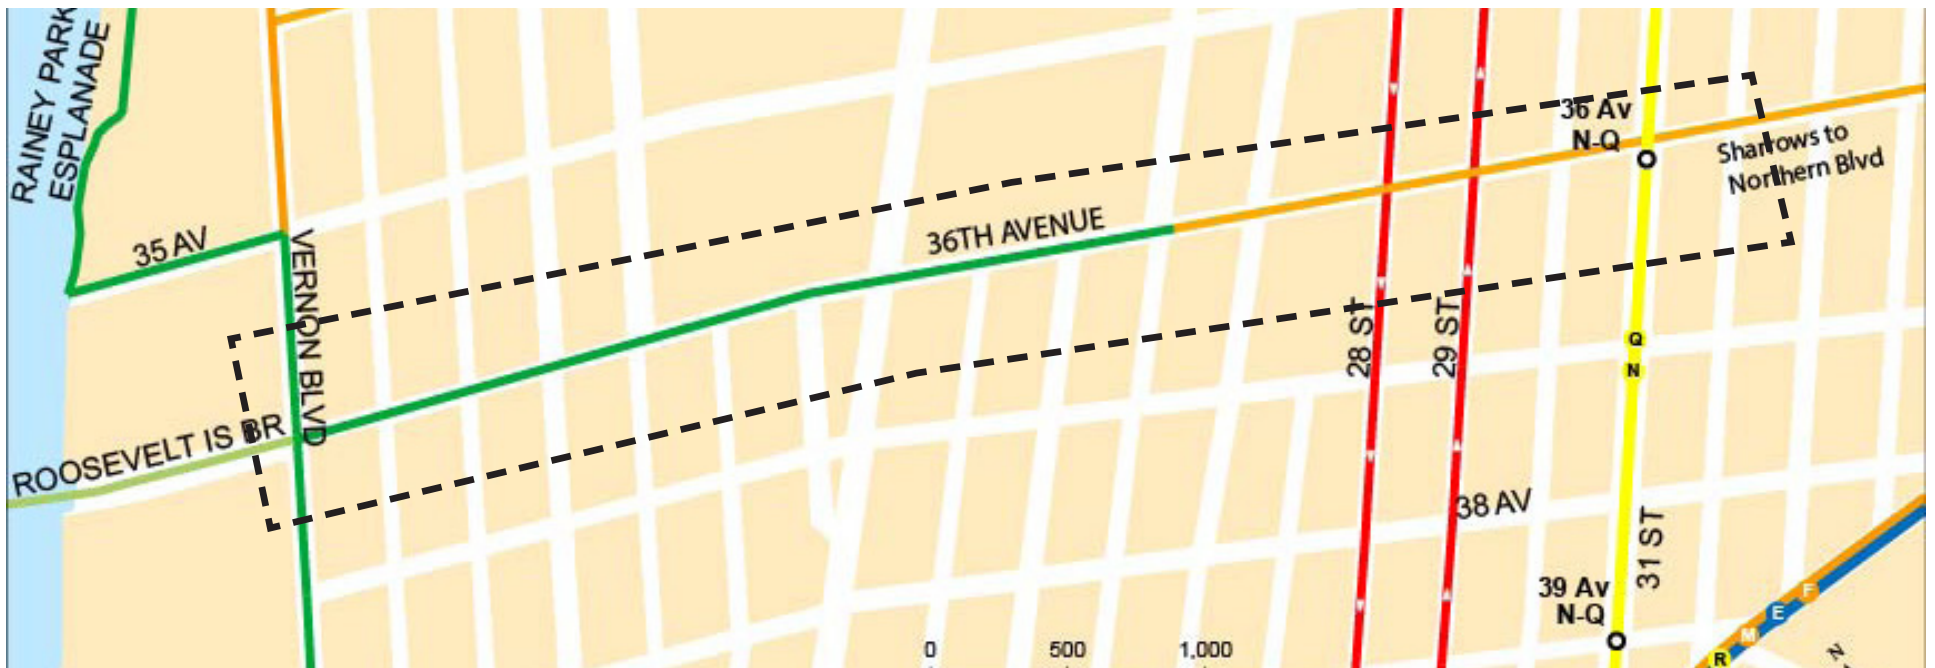 RAINEY PARK
ESPLANADE
35 AV
VERNON BLVD
ROOSEVELT IS BR
36TH AVENUE
28 ST
29 ST
36 Av
N-Q
Sharrows to
Northern Blvd
Q
N
38 AV
31 ST
39 Av
N-Q
F
E
M
R
N
0 500 1,000